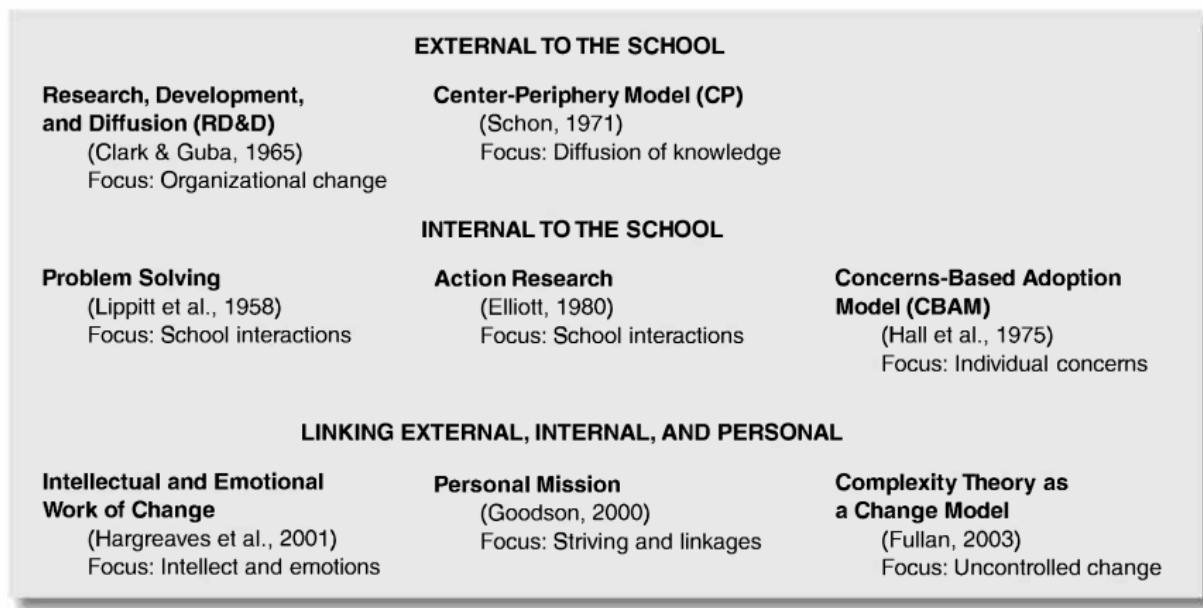 EXTERNAL TO THE SCHOOL
Research, Development,
and Diffusion (RD&D)
(Clark & Guba, 1965)
Focus: Organizational change
Center-Periphery Model (CP)
(Schon, 1971)
Focus: Diffusion of knowledge
INTERNAL TO THE SCHOOL
Problem Solving
(Lippitt et al., 1958)
Focus: School interactions
Action Research
(Elliott, 1980)
Focus: School interactions
Concerns-Based Adoption
Model (CBAM)
(Hall et al., 1975)
Focus: Individual concerns
LINKING EXTERNAL, INTERNAL, AND PERSONAL
Intellectual and Emotional
Work of Change
(Hargreaves et al., 2001)
Focus: Intellect and emotions
Personal Mission
(Goodson, 2000)
Focus: Striving and linkages
Complexity Theory as
a Change Model
(Fullan, 2003)
Focus: Uncontrolled change